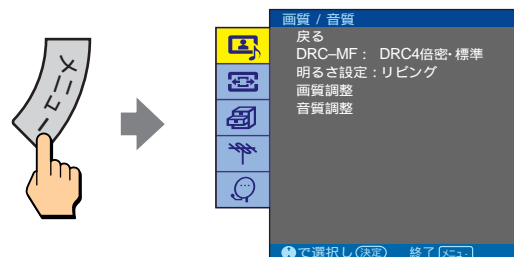 メニュー
画質 / 音質
戻る
DRC–MF： DRC4倍密･標準
明るさ設定：リビング
画質調整
音質調整
で選択し 決定 終了 メニュー